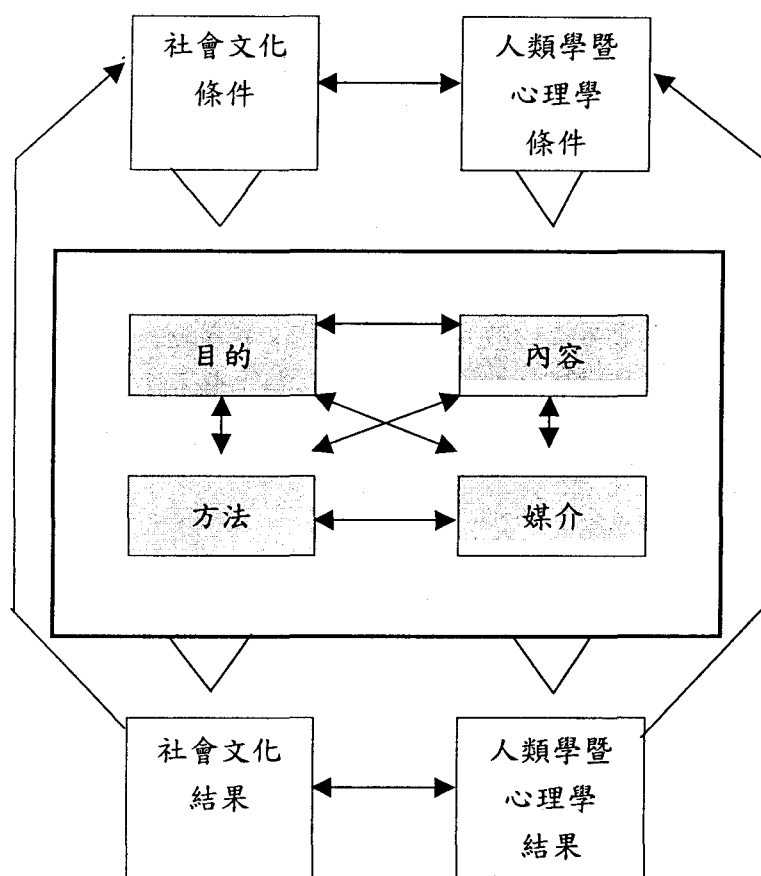 社會文化
條件
人類學暨
心理學
條件
目的
內容
方法
媒介
社會文化
結果
人類學暨
心理學
結果